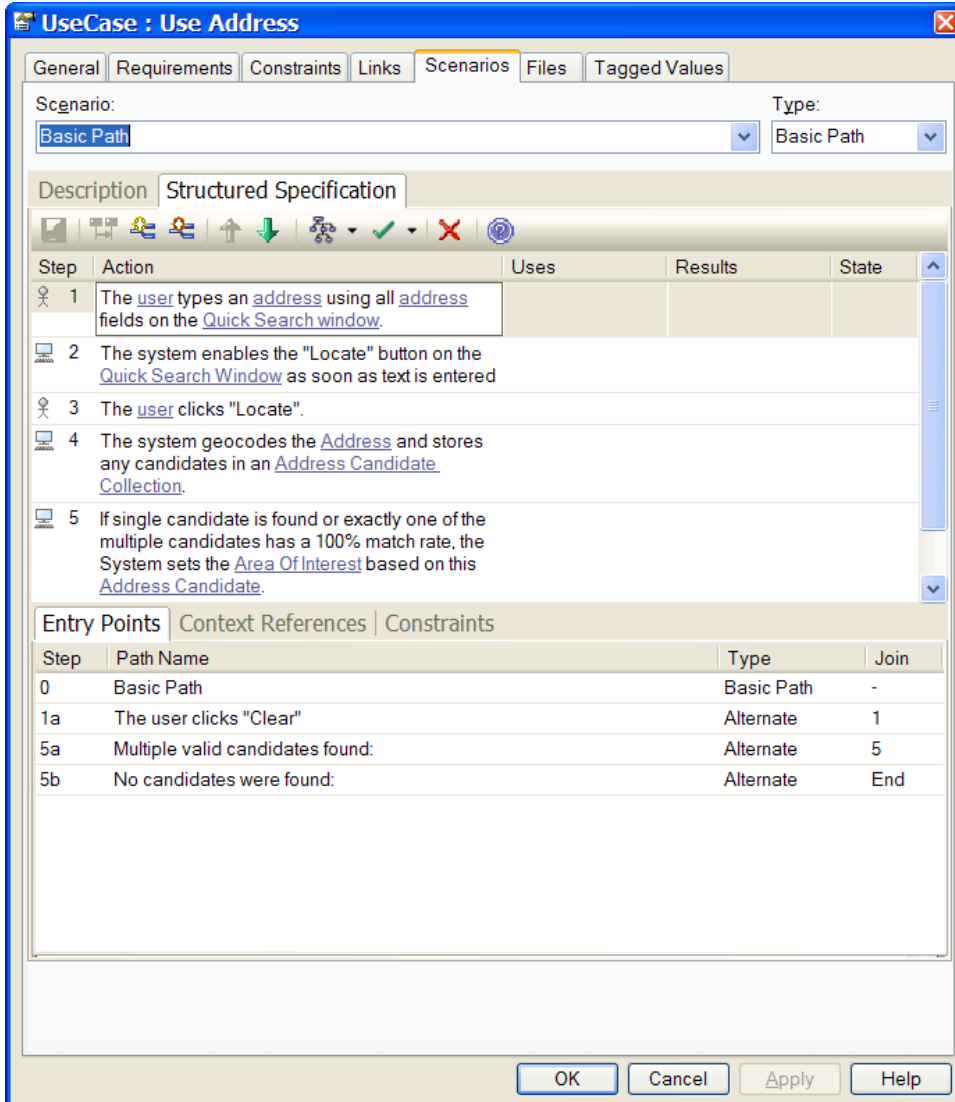 UseCase : Use Address
General Requirements Constraints Links Scenarios Files Tagged Values
Scenario: Type:
Basic Path Basic Path
Description Structured Specification
Step Action Uses Results State
1 The user types an address using all address
fields on the Quick Search window.
2 The system enables the "Locate" button on the
Quick Search Window as soon as text is entered
3 The user clicks "Locate".
4 The system geocodes the Address and stores
any candidates in an Address Candidate
Collection.
5 If single candidate is found or exactly one of the
multiple candidates has a 100% match rate, the
System sets the Area Of Interest based on this
Address Candidate.
Entry Points Context References Constraints
Step Path Name Type Join
0 Basic Path Basic Path -
1a The user clicks "Clear" Alternate 1
5a Multiple valid candidates found: Alternate 5
5b No candidates were found: Alternate End
OK Cancel Apply Help